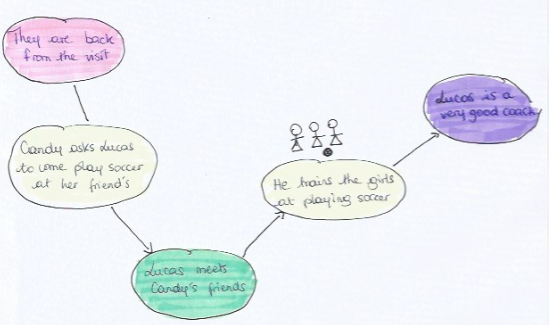 They are back
from the visit
Candy asks Lucas
to come play soccer
at her friend's
Lucas meets
Candy's friends
He trains the girls
at playing soccer
Lucas is a
very good coach